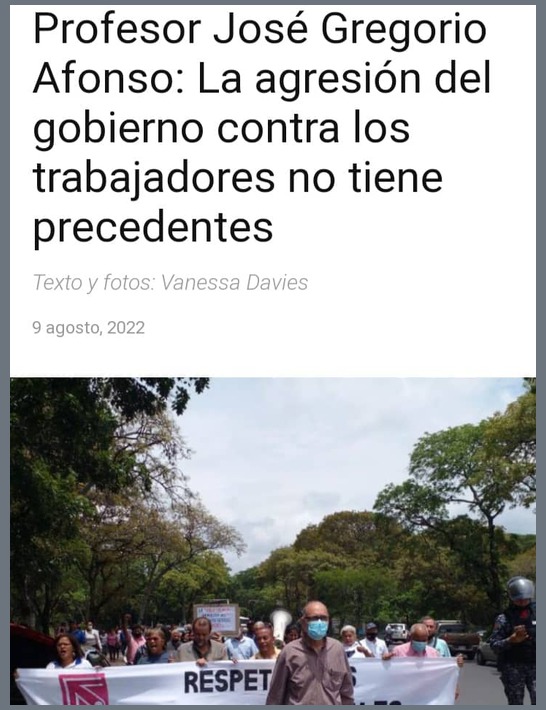 Profesor José Gregorio
Afonso: La agresión del
gobierno contra los
trabajadores no tiene
precedentes
Texto y fotos: Vanessa Davies
9 agosto, 2022
RESPET